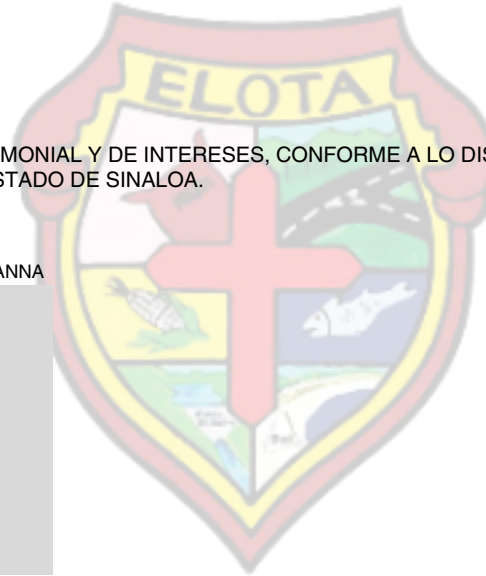 ELOTA
MONIAL Y DE INTERESES, CONFORME A LO DIS
STADO DE SINALOA.
ANNA